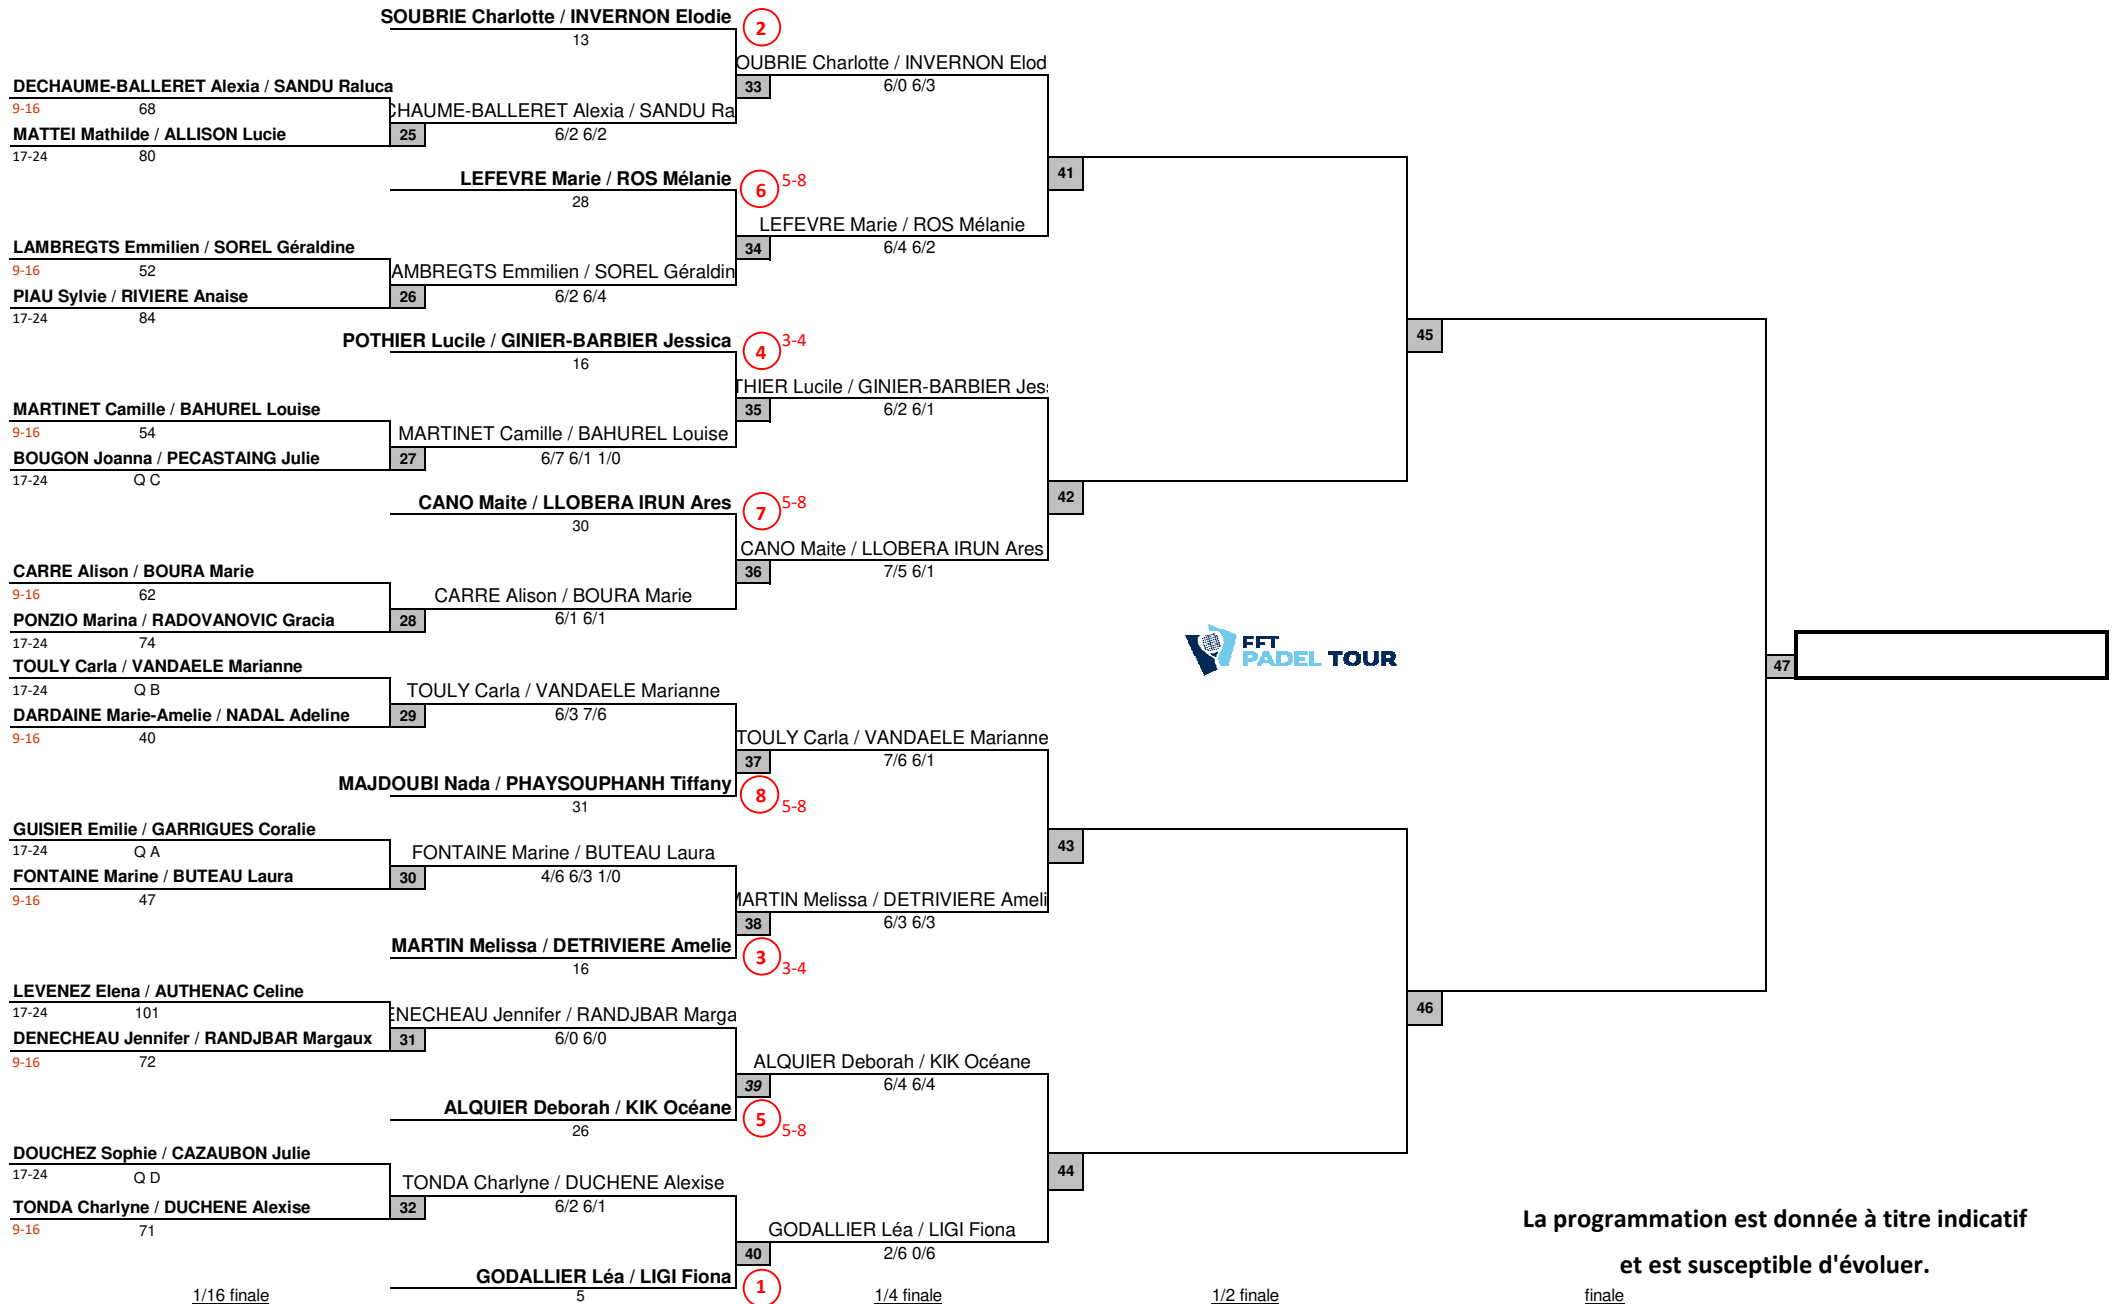 SOUBRIE Charlotte / INVERNON Elodie
2
13
OUBRIE Charlotte / INVERNON Elod
DECHAUME-BALLERET Alexia / SANDU Raluca
33
6/0 6/3
9-16
68
CHAUME-BALLERET Alexia / SANDU Ra
MATTEI Mathilde / ALLISON Lucie
25
6/2 6/2
17-24
80
LEFEVRE Marie / ROS Mélanie
6
5-8
41
28
LEFEVRE Marie / ROS Mélanie
LAMBREGTS Emmilien / SOREL Géraldine
34
6/4 6/2
9-16
52
AMBREGTS Emmilien / SOREL Géraldin
PIAU Sylvie / RIVIERE Anaise
26
6/2 6/4
17-24
84
POTHIER Lucile / GINIER-BARBIER Jessica
4
3-4
45
16
THIER Lucile / GINIER-BARBIER Jess
MARTINET Camille / BAHUREL Louise
35
6/2 6/1
9-16
54
MARTINET Camille / BAHUREL Louise
BOUGON Joanna / PECASTAING Julie
27
6/7 6/1 1/0
17-24
Q C
CANO Maite / LLOBERA IRUN Ares
7
5-8
42
30
CANO Maite / LLOBERA IRUN Ares
CARRE Alison / BOURA Marie
36
7/5 6/1
9-16
62
CARRE Alison / BOURA Marie
PONZIO Marina / RADOVANOVIC Gracia
28
6/1 6/1
17-24
74
FFT
PADEL TOUR
TOULY Carla / VANDAELE Marianne
47
17-24
Q B
TOULY Carla / VANDAELE Marianne
DARDAINE Marie-Amelie / NADAL Adeline
29
6/3 7/6
9-16
40
TOULY Carla / VANDAELE Marianne
37
7/6 6/1
MAJDOUBI Nada / PHAYSOUPHANH Tiffany
8
5-8
31
GUISIER Emilie / GARRIGUES Coralie
43
17-24
Q A
FONTAINE Marine / BUTEAU Laura
FONTAINE Marine / BUTEAU Laura
30
4/6 6/3 1/0
9-16
47
MARTIN Melissa / DETRIVIERE Ameli
38
6/3 6/3
MARTIN Melissa / DETRIVIERE Amelie
3
3-4
16
LEVENEZ Elena / AUTHENAC Celine
46
17-24
101
ENECHEAU Jennifer / RANDJBAR Marga
DENECHEAU Jennifer / RANDJBAR Margaux
31
6/0 6/0
9-16
72
ALQUIER Deborah / KIK Océane
39
6/4 6/4
ALQUIER Deborah / KIK Océane
5
5-8
26
DOUCHEZ Sophie / CAZAUBON Julie
44
17-24
Q D
TONDA Charlyne / DUCHENE Alexise
TONDA Charlyne / DUCHENE Alexise
32
6/2 6/1
9-16
71
GODALLIER Léa / LIGI Fiona
40
2/6 0/6
La programmation est donnée à titre indicatif
et est susceptible d'évoluer.
GODALLIER Léa / LIGI Fiona
1
1/16 finale
5
1/4 finale
1/2 finale
finale